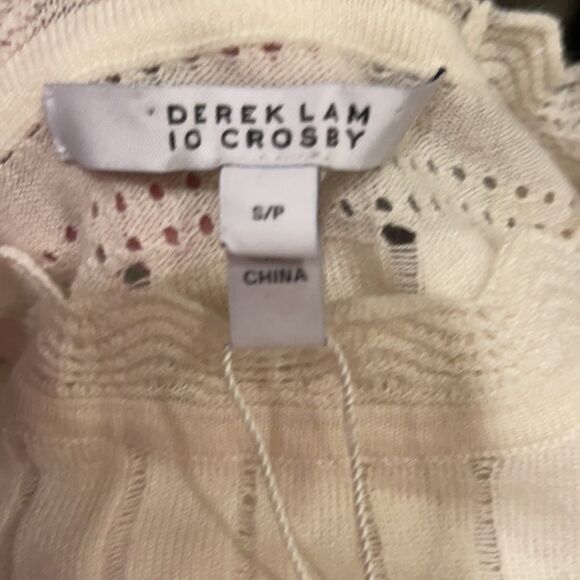 DEREK LAM
10 CROSBY
S/P
CHINA